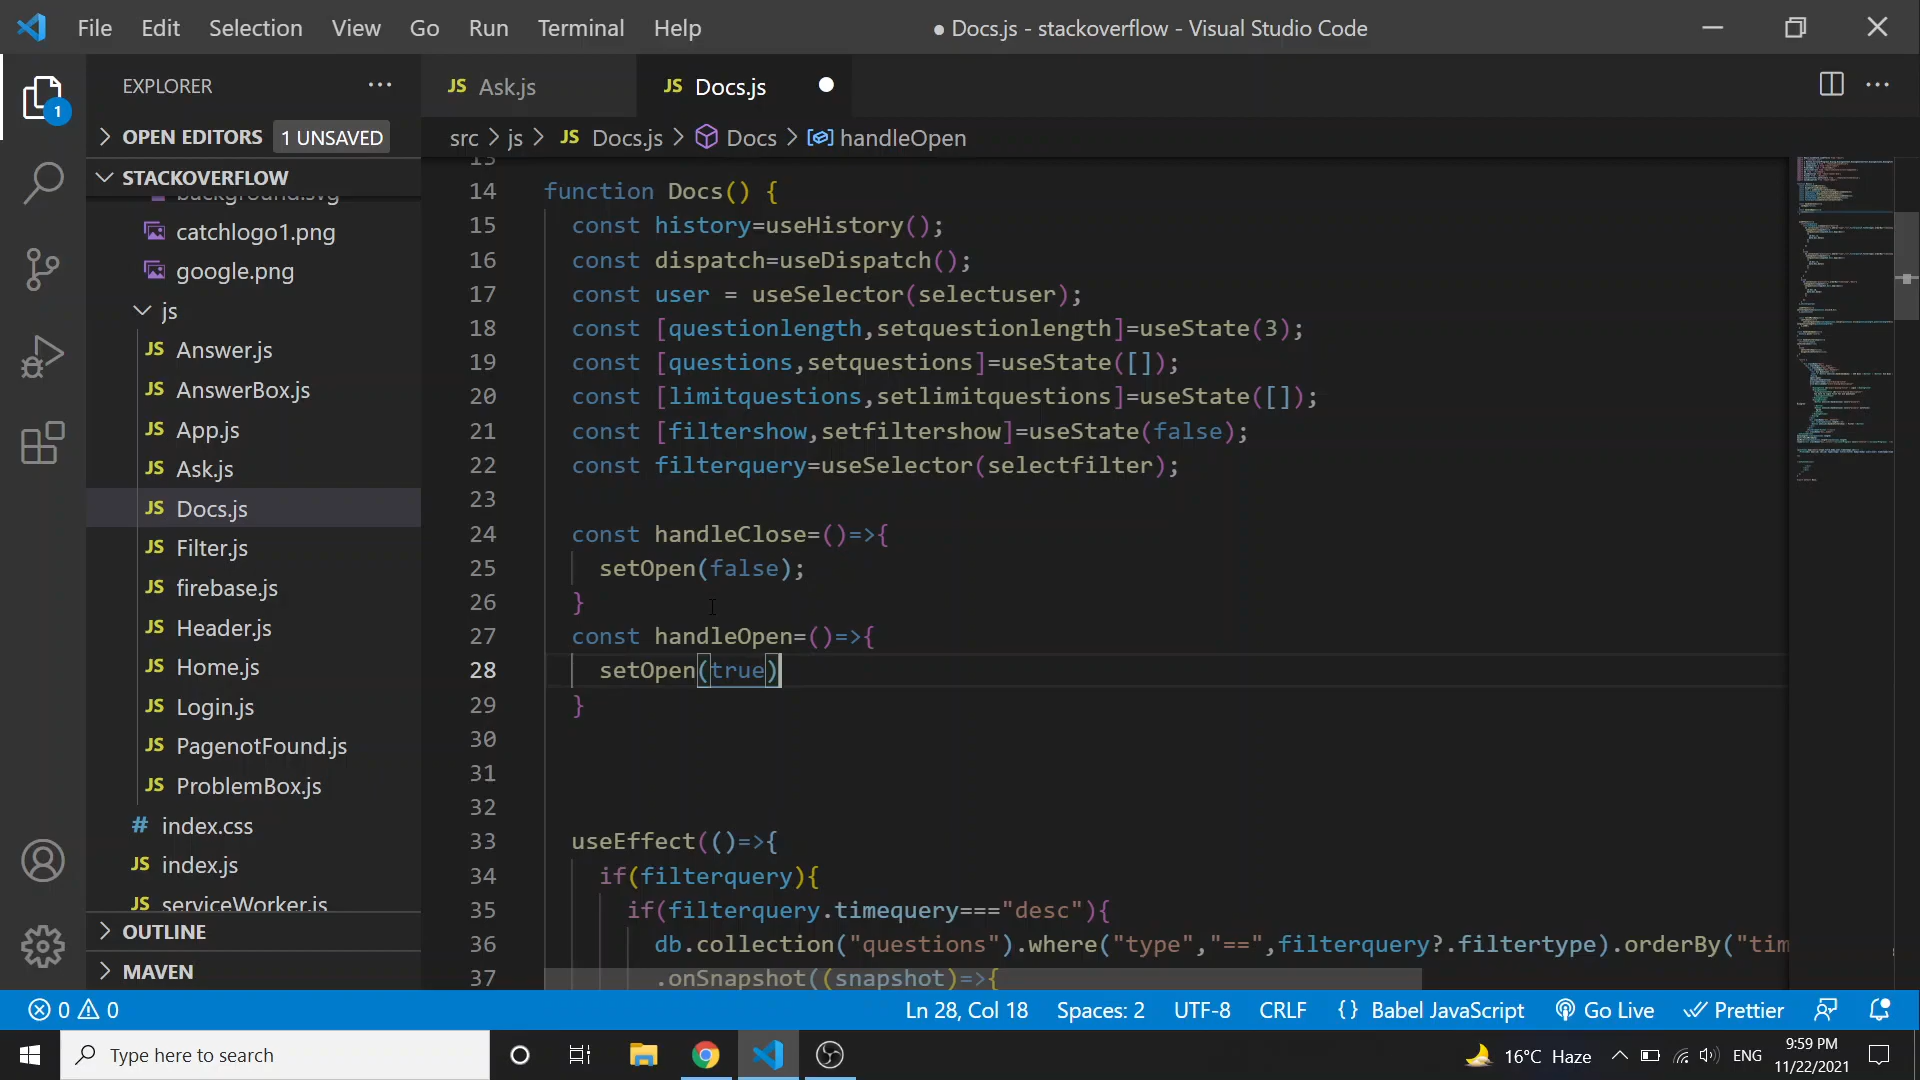 File Edit Selection View Go Run Terminal Help
● Docs.js - stackoverflow - Visual Studio Code
EXPLORER
JS Ask.js
JS Docs.js
1
OPEN EDITORS 1 UNSAVED
src > js > JS Docs.js > Docs > handleOpen
STACKOVERFLOW
background.svg
catchlogo1.png
google.png
js
JS Answer.js
JS AnswerBox.js
JS App.js
JS Ask.js
JS Docs.js
JS Filter.js
JS firebase.js
JS Header.js
JS Home.js
JS Login.js
JS PagenotFound.js
JS ProblemBox.js
# index.css
JS index.js
JS serviceWorker.js
OUTLINE
MAVEN
13
14 function Docs() {
15 const history=useHistory();
16 const dispatch=useDispatch();
17 const user = useSelector(selectuser);
18 const [questionlength,setquestionlength]=useState(3);
19 const [questions,setquestions]=useState([]);
20 const [limitquestions,setlimitquestions]=useState([]);
21 const [filtershow,setfiltershow]=useState(false);
22 const filterquery=useSelector(selectfilter);
23
24 const handleClose=()=>{
25 setOpen(false);
26 }
27 const handleOpen=()=>{
28 setOpen(true)
29 }
30
31
32
33 useEffect(()=>{
34 if(filterquery){
35 if(filterquery.timequery==="desc"){
36 db.collection("questions").where("type","==",filterquery?.filtertype).orderBy("tim
37 .onSnapshot((snapshot)=>{
0 0
Ln 28, Col 18 Spaces: 2 UTF-8 CRLF {} Babel JavaScript Go Live Prettier
Type here to search
16°C Haze
ENG
9:59 PM
11/22/2021